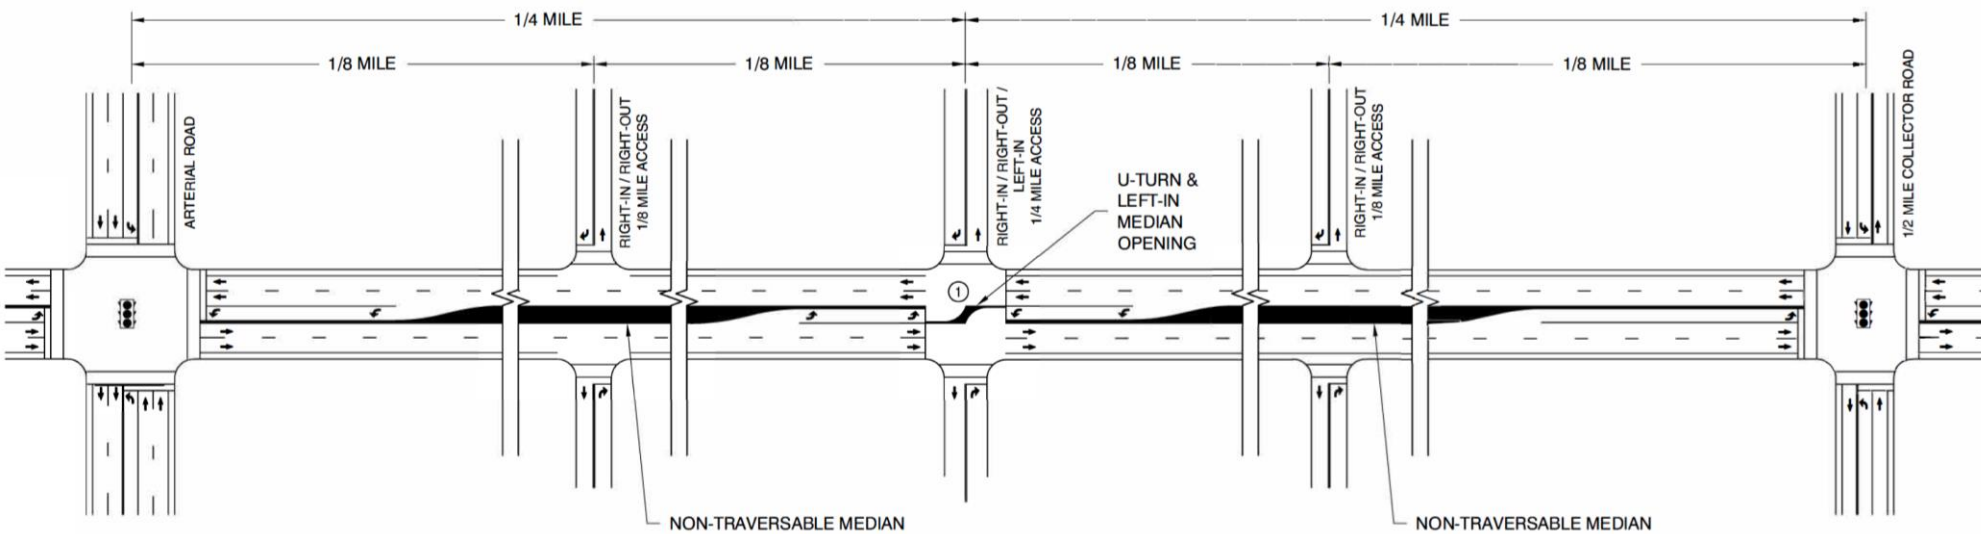 1/4 MILE
1/4 MILE
1/8 MILE
1/8 MILE
1/8 MILE
1/8 MILE
ARTERIAL ROAD
RIGHT-IN / RIGHT-OUT
1/8 MILE ACCESS
RIGHT-IN / RIGHT-OUT /
LEFT-IN
1/4 MILE ACCESS
U-TURN &
LEFT-IN
MEDIAN
OPENING
RIGHT-IN / RIGHT-OUT
1/8 MILE ACCESS
1/2 MILE COLLECTOR ROAD
1
NON-TRAVERSABLE MEDIAN
NON-TRAVERSABLE MEDIAN